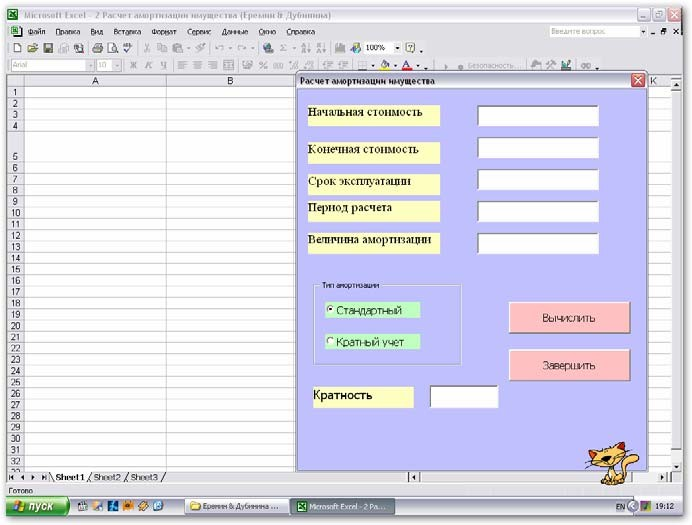 Microsoft Excel - 2 Расчет амортизации имущества (Еремин & Дубинина)
Файл Правка Вид Вставка Формат Сервис Данные Окно Справка
Введите вопрос
100%
Arial 10 Ж К Ч Безопасность...
A B K
Расчет амортизации имущества
1
2
3
4
5
6
7
8
9
10
11
12
13
14
15
16
17
18
19
20
21
22
23
24
25
26
27
28
29
30
31
32
Начальная стоимость
Конечная стоимость
Срок эксплуатации
Период расчета
Величина амортизации
Тип амортизации
Стандартный
Кратный учет
Вычислить
Завершить
Кратность
Sheet1 Sheet2 Sheet3
Готово
пуск
Еремин & Дубинина ...
Microsoft Excel - 2 Ра...
EN
19:12